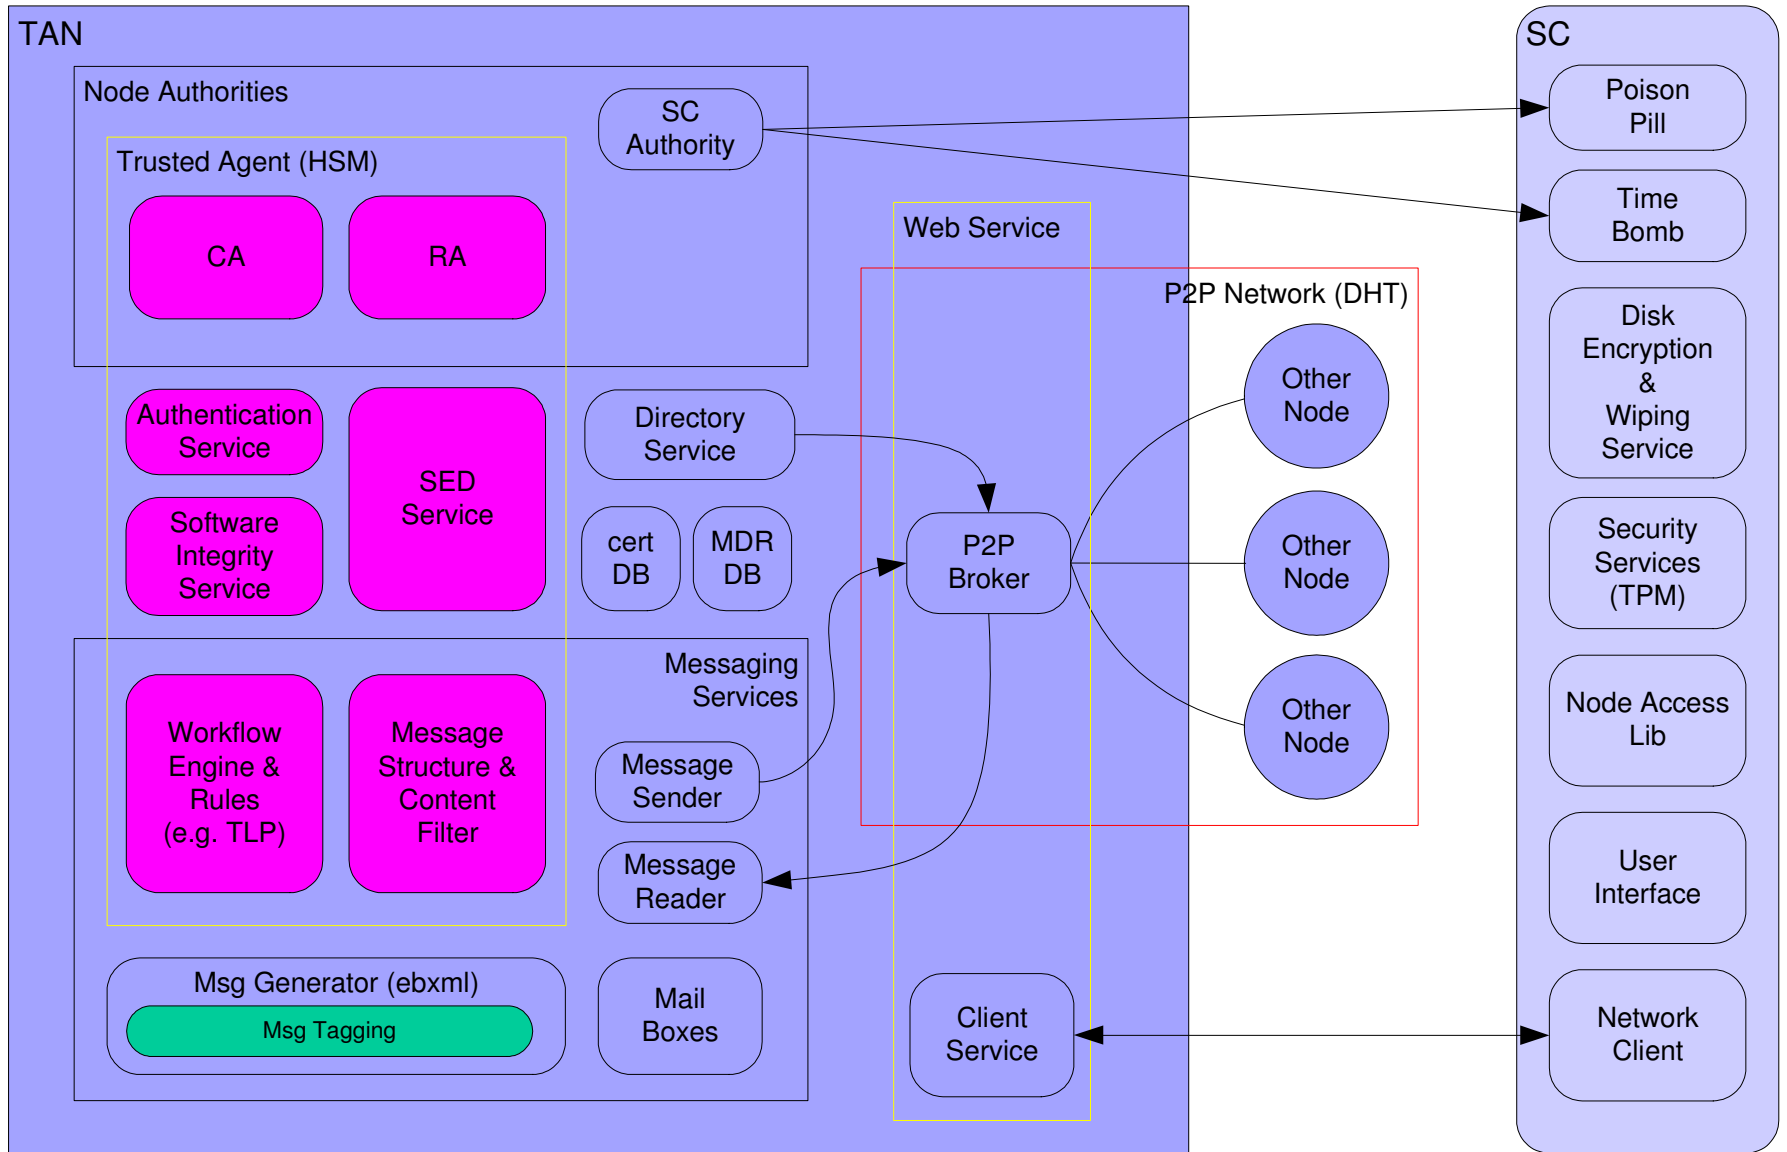 TAN
Node Authorities
SC
Authority
Trusted Agent (HSM)
CA
RA
Authentication
Service
SED
Service
Software
Integrity
Service
Directory
Service
cert
DB
MDR
DB
Messaging
Services
Workflow
Engine &
Rules
(e.g. TLP)
Message
Structure &
Content
Filter
Message
Sender
Message
Reader
Msg Generator (ebxml)
Msg Tagging
Mail
Boxes
Web Service
P2P
Broker
Client
Service
P2P Network (DHT)
Other
Node
Other
Node
Other
Node
SC
Poison
Pill
Time
Bomb
Disk
Encryption
&
Wiping
Service
Security
Services
(TPM)
Node Access
Lib
User
Interface
Network
Client